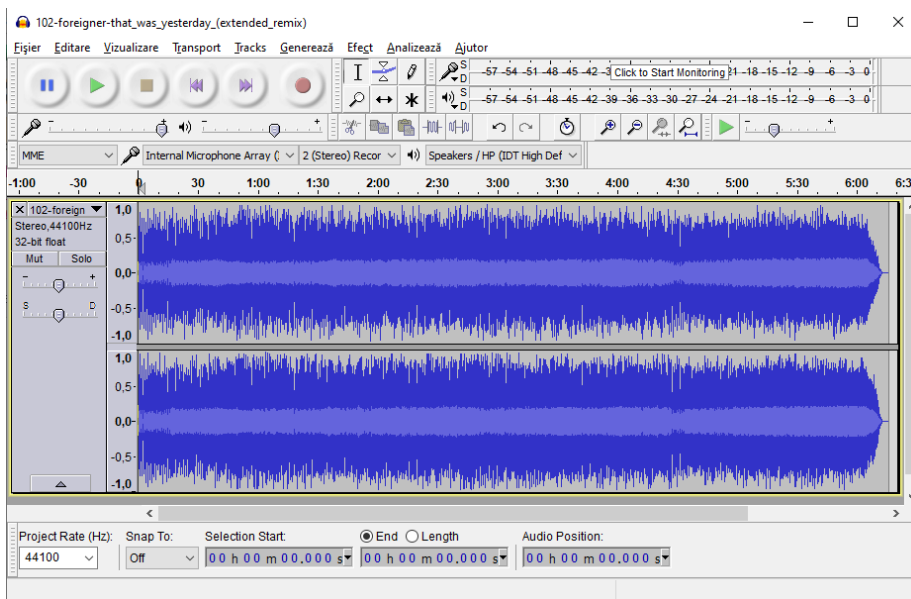 102-foreigner-that_was_yesterday_(extended_remix)
Fișier Editare Vizualizare Transport Tracks Generează Efect Analizează Ajutor
S D -57 -54 -51 -48 -45 -42 -3 Click to Start Monitoring 21 -18 -15 -12 -9 -6 -3 0
S D -57 -54 -51 -48 -45 -42 -39 -36 -33 -30 -27 -24 -21 -18 -15 -12 -9 -6 -3 0
- + - + - +
MME Internal Microphone Array (I 2 (Stereo) Recor Speakers / HP (IDT High Def
-1:00 -30 0 30 1:00 1:30 2:00 2:30 3:00 3:30 4:00 4:30 5:00 5:30 6:00 6:3
X 102-foreign
Stereo,44100Hz
32-bit float
Mut Solo
- +
S D
1,0
0,5-
0,0-
-0,5-
-1,0
1,0
0,5-
0,0-
-0,5-
-1,0
Project Rate (Hz): Snap To: Selection Start: End Length Audio Position:
44100 Off 00 h 00 m 00.000 s 00 h 00 m 00.000 s 00 h 00 m 00.000 s